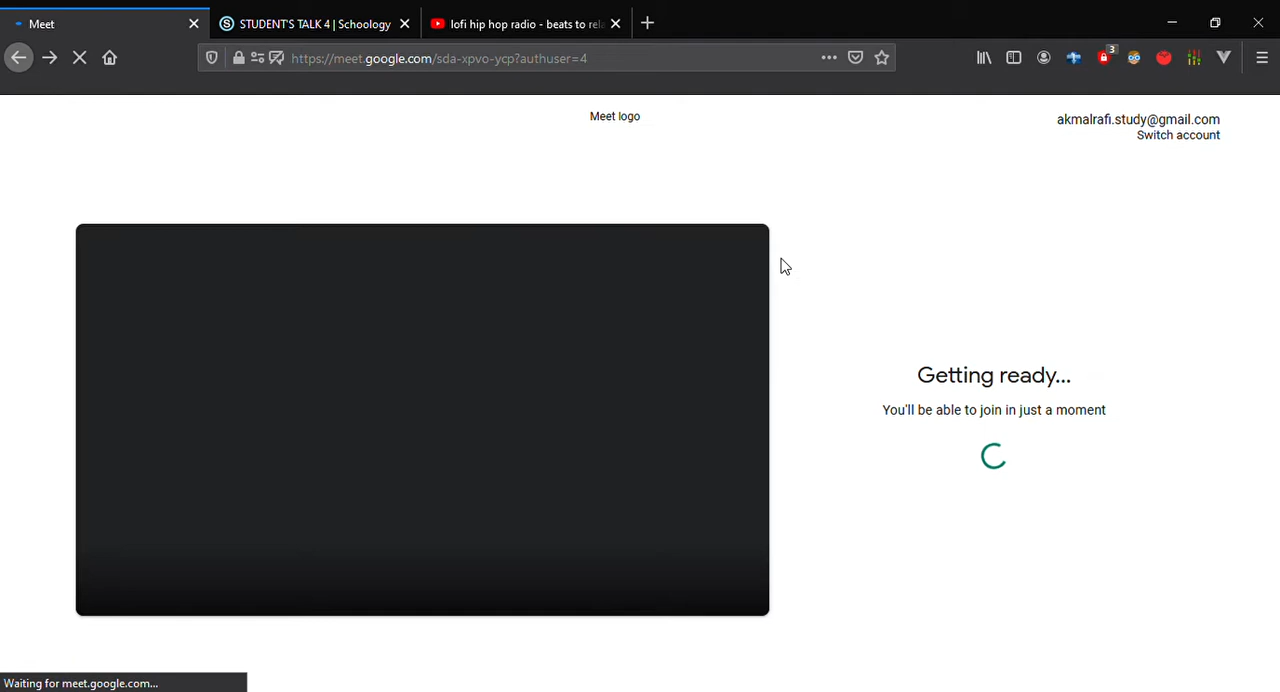 Meet
STUDENT'S TALK 4 | Schoology
lofi hip hop radio - beats to rel
https://meet.google.com/sda-xpvo-ycp?authuser=4
3
Meet logo
akmalrafi.study@gmail.com
Switch account
Getting ready...
You'll be able to join in just a moment
Waiting for meet.google.com...